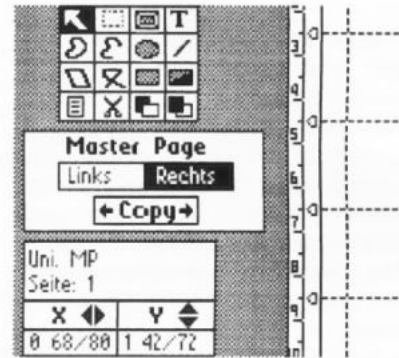 T
3
4
5
6
7
8
9
Master Page
Links Rechts
Copy
Uni. MP
Seite: 1
X Y
0 68/80 1 42/72